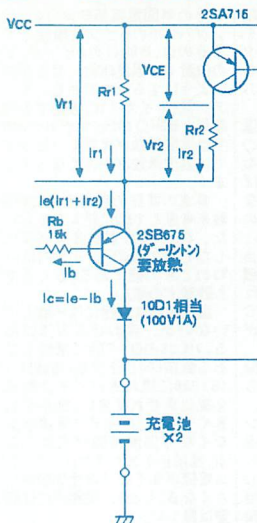 2SA715
VCC
VCE
Rr1
Vr1
Rr2
Vr2
Ir1
Ir2
Ie(Ir1+Ir2)
Rb
15k
2SB675
(ダーリントン)
要放熱
Ib
Ic=Ie-Ib
10D1相当
(100V1A)
充電池
×2